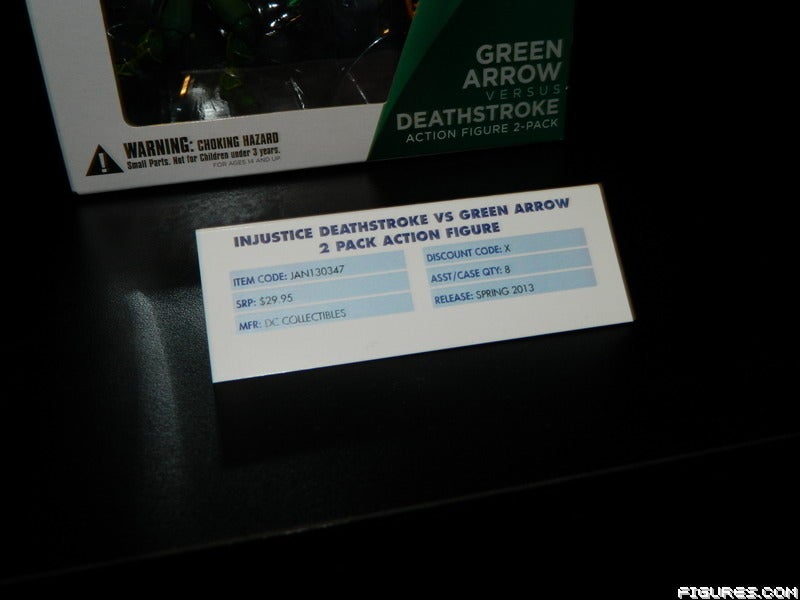 GREEN
ARROW
VERSUS
DEATHSTROKE
ACTION FIGURE 2-PACK
WARNING: CHOKING HAZARD
Small Parts. Not for Children under 3 years.
FOR AGES 14 AND UP
INJUSTICE DEATHSTROKE VS GREEN ARROW
2 PACK ACTION FIGURE
ITEM CODE: JAN130347
SRP: $29.95
MFR: DC COLLECTIBLES
DISCOUNT CODE: X
ASST/CASE QTY: 8
RELEASE: SPRING 2013
FIGURES.COM